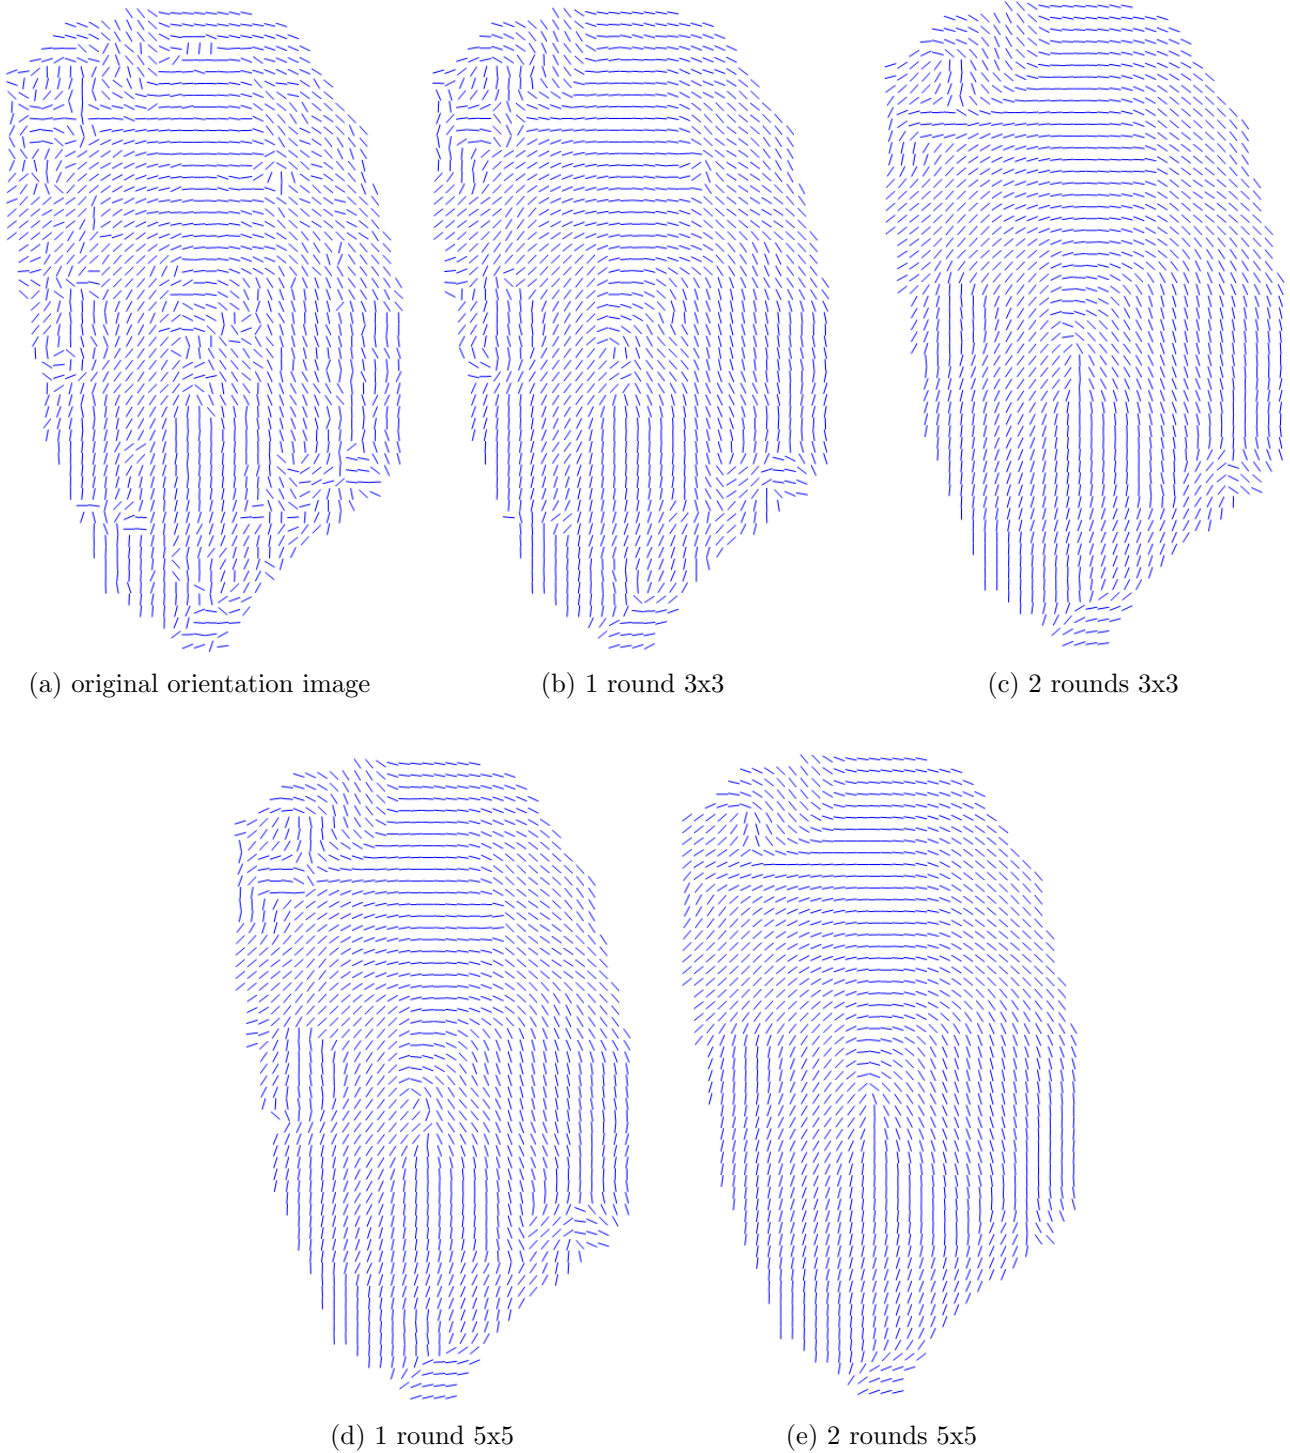 (a) original orientation image
(b) 1 round 3x3
(c) 2 rounds 3x3
(d) 1 round 5x5
(e) 2 rounds 5x5